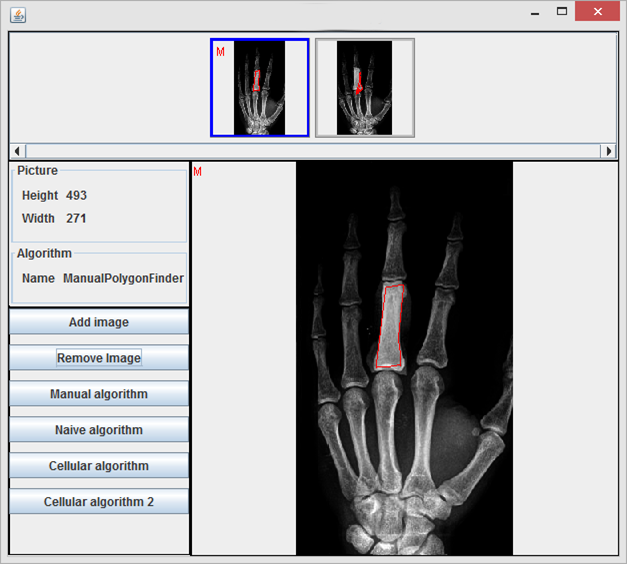 M
M
Picture
Height 493
Width 271
Algorithm
Name ManualPolygonFinder
Add image
Remove Image
Manual algorithm
Naive algorithm
Cellular algorithm
Cellular algorithm 2